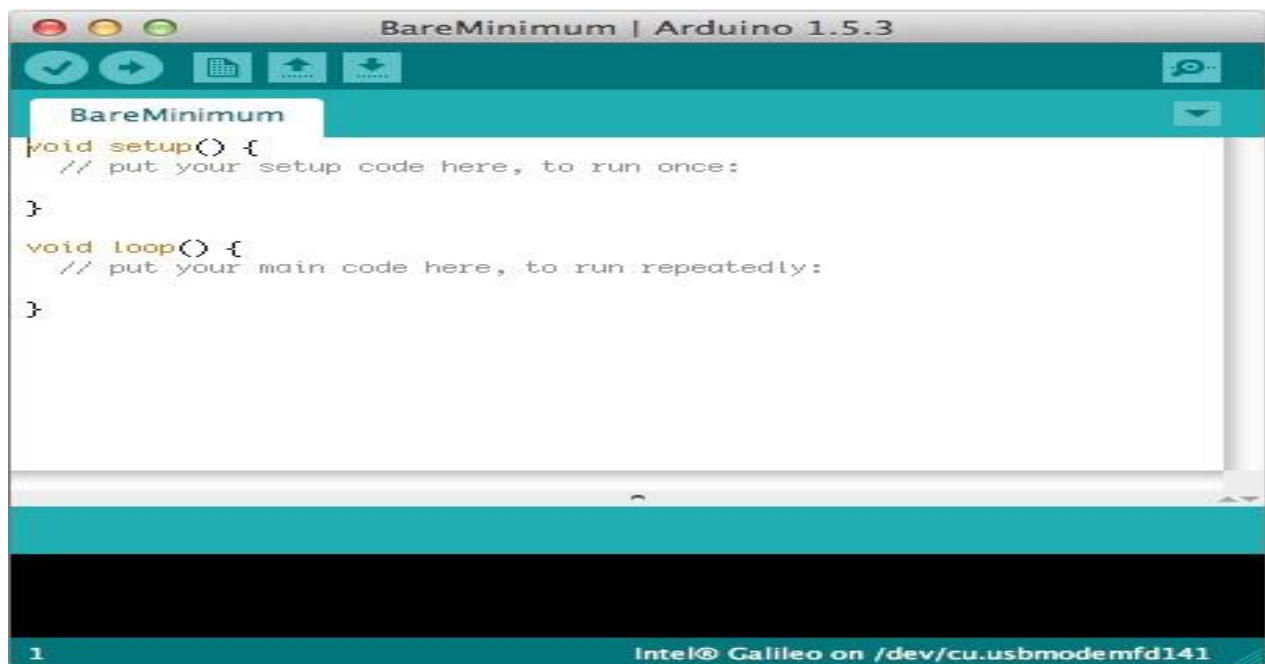 BareMinimum | Arduino 1.5.3
BareMinimum
void setup() {
// put your setup code here, to run once:
}
void loop() {
// put your main code here, to run repeatedly:
}
1
Intel® Galileo on /dev/cu.usbmodemfd141